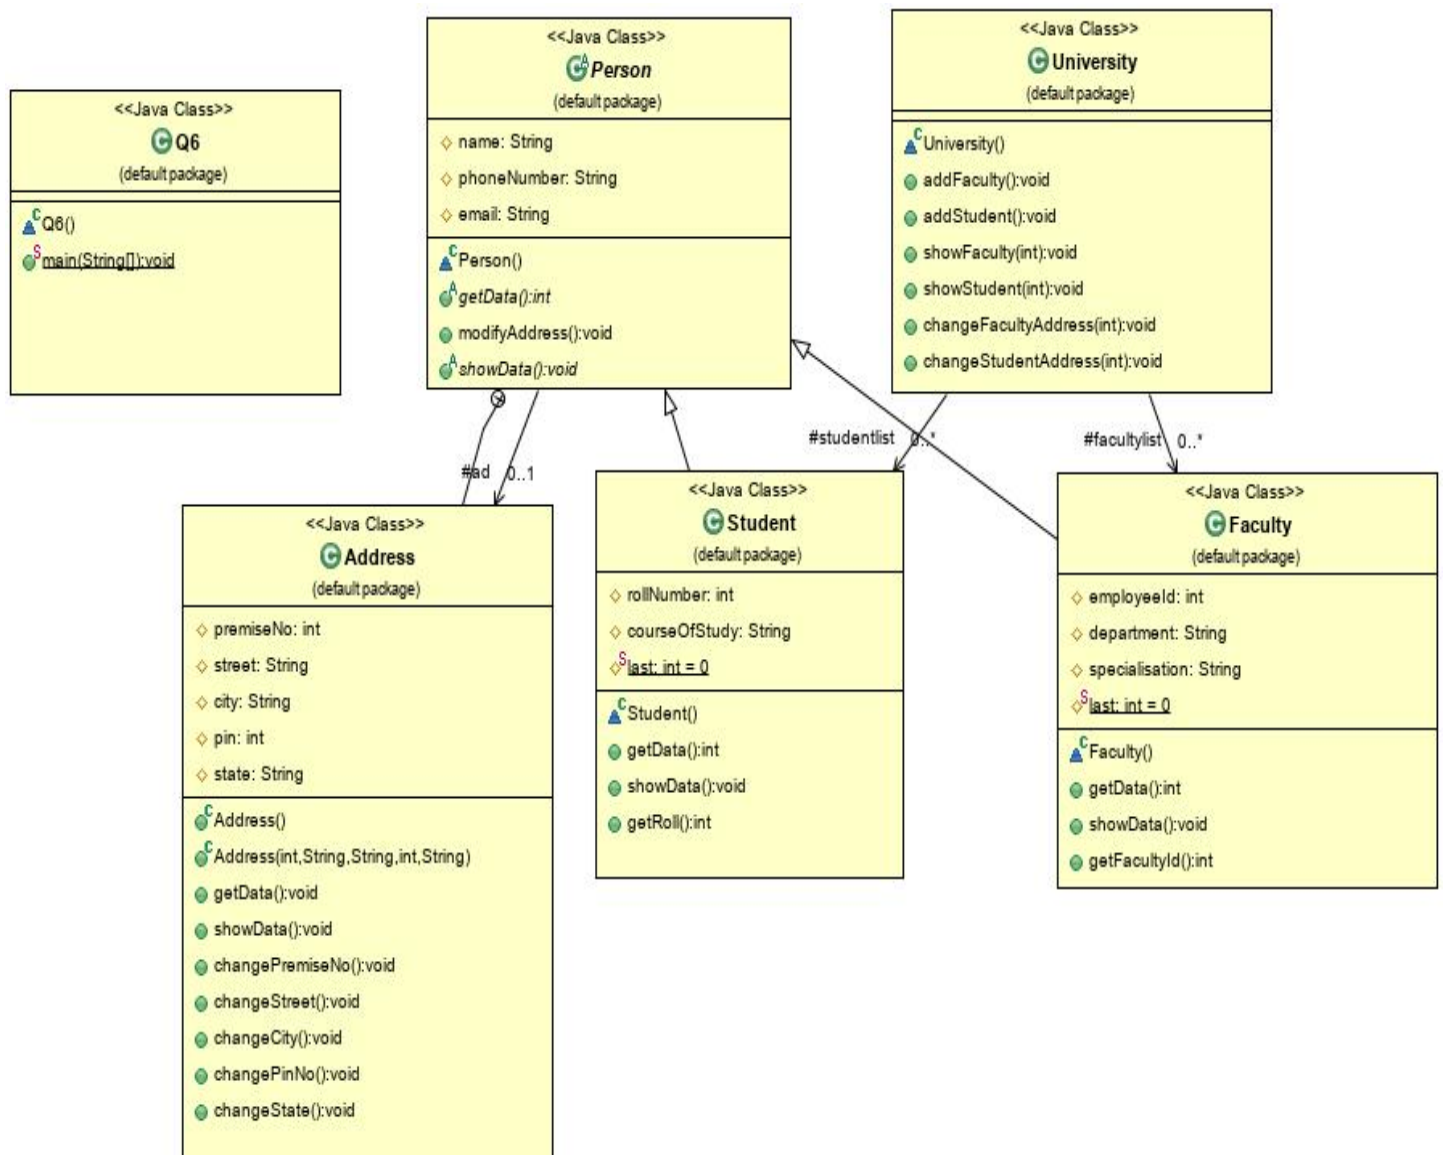 <<Java Class>>
Q6
(default package)
Q6()
main(String[]):void
<<Java Class>>
Person
(default package)
name: String
phoneNumber: String
email: String
Person()
getData():int
modifyAddress():void
showData():void
<<Java Class>>
University
(default package)
University()
addFaculty():void
addStudent():void
showFaculty(int):void
showStudent(int):void
changeFacultyAddress(int):void
changeStudentAddress(int):void
#ad 0..1
#studentlist 0..*
#facultylist 0..*
<<Java Class>>
Address
(default package)
premiseNo: int
street: String
city: String
pin: int
state: String
Address()
Address(int,String,String,int,String)
getData():void
showData():void
changePremiseNo():void
changeStreet():void
changeCity():void
changePinNo():void
changeState():void
<<Java Class>>
Student
(default package)
rollNumber: int
courseOfStudy: String
last: int = 0
Student()
getData():int
showData():void
getRoll():int
<<Java Class>>
Faculty
(default package)
employeeId: int
department: String
specialisation: String
last: int = 0
Faculty()
getData():int
showData():void
getFacultyId():int